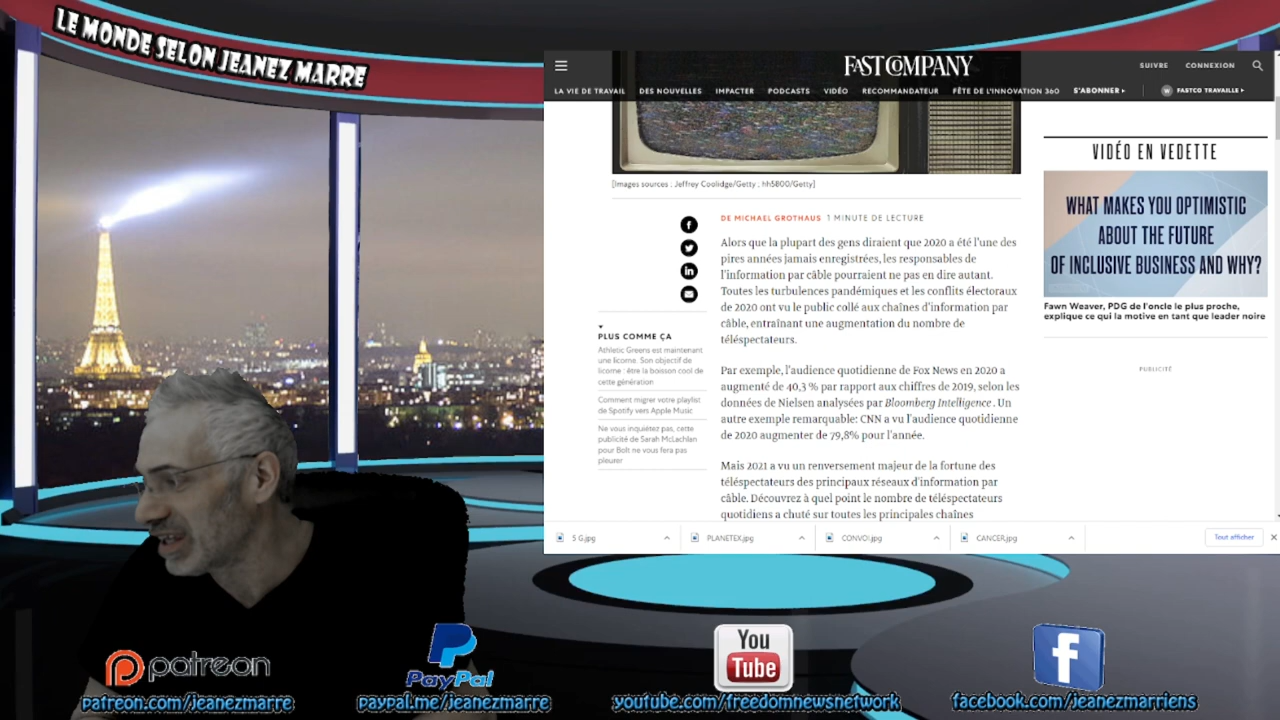 LE MONDE SELON JEANEZ MARRE
FAST COMPANY
SUIVRE CONNEXION
LA VIE DE TRAVAIL DES NOUVELLES IMPACTER PODCASTS VIDÉO RECOMMANDATEUR FÊTE DE L'INNOVATION 360 S'ABONNER W FASTCO TRAVAILLE
[Images sources : Jeffrey Coolidge/Getty ; hh5800/Getty]
DE MICHAEL GROTHAUS 1 MINUTE DE LECTURE
Alors que la plupart des gens diraient que 2020 a été l'une des
pires années jamais enregistrées, les responsables de
l'information par câble pourraient ne pas en dire autant.
Toutes les turbulences pandémiques et les conflits électoraux
de 2020 ont vu le public collé aux chaînes d'information par
câble, entraînant une augmentation du nombre de
téléspectateurs.
Par exemple, l'audience quotidienne de Fox News en 2020 a
augmenté de 40,3 % par rapport aux chiffres de 2019, selon les
données de Nielsen analysées par Bloomberg Intelligence . Un
autre exemple remarquable: CNN a vu l'audience quotidienne
de 2020 augmenter de 79,8% pour l'année.
Mais 2021 a vu un renversement majeur de la fortune des
téléspectateurs des principaux réseaux d'information par
câble. Découvrez à quel point le nombre de téléspectateurs
quotidiens a chuté sur toutes les principales chaînes
PLUS COMME ÇA
Athletic Greens est maintenant
une licorne. Son objectif de
licorne : être la boisson cool de
cette génération
Comment migrer votre playlist
de Spotify vers Apple Music
Ne vous inquiétez pas, cette
publicité de Sarah McLachlan
pour Bolt ne vous fera pas
pleurer
VIDÉO EN VEDETTE
WHAT MAKES YOU OPTIMISTIC
ABOUT THE FUTURE
OF INCLUSIVE BUSINESS AND WHY?
Fawn Weaver, PDG de l'oncle le plus proche,
explique ce qui la motive en tant que leader noire
PUBLICITÉ
5 G.jpg PLANETEX.jpg CONVOI.jpg CANCER.jpg Tout afficher
patreon
PayPal
You
Tube
f
patreon.com/jeanezmarre
paypal.me/jeanezmarre
youtube.com/freedomnewsnetwork
facebook.com/jeanezmarriens